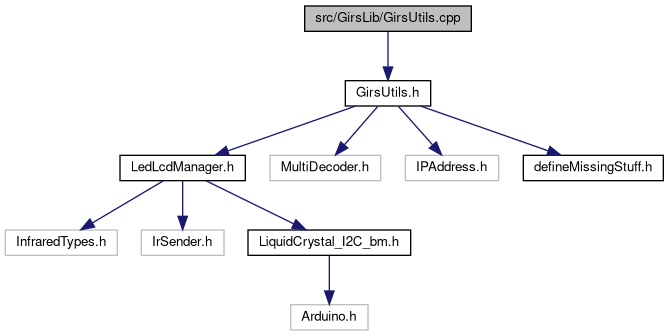 src/GirsLib/GirsUtils.cpp
GirsUtils.h
LedLcdManager.h
MultiDecoder.h
IPAddress.h
defineMissingStuff.h
InfraredTypes.h
IrSender.h
LiquidCrystal_I2C_bm.h
Arduino.h